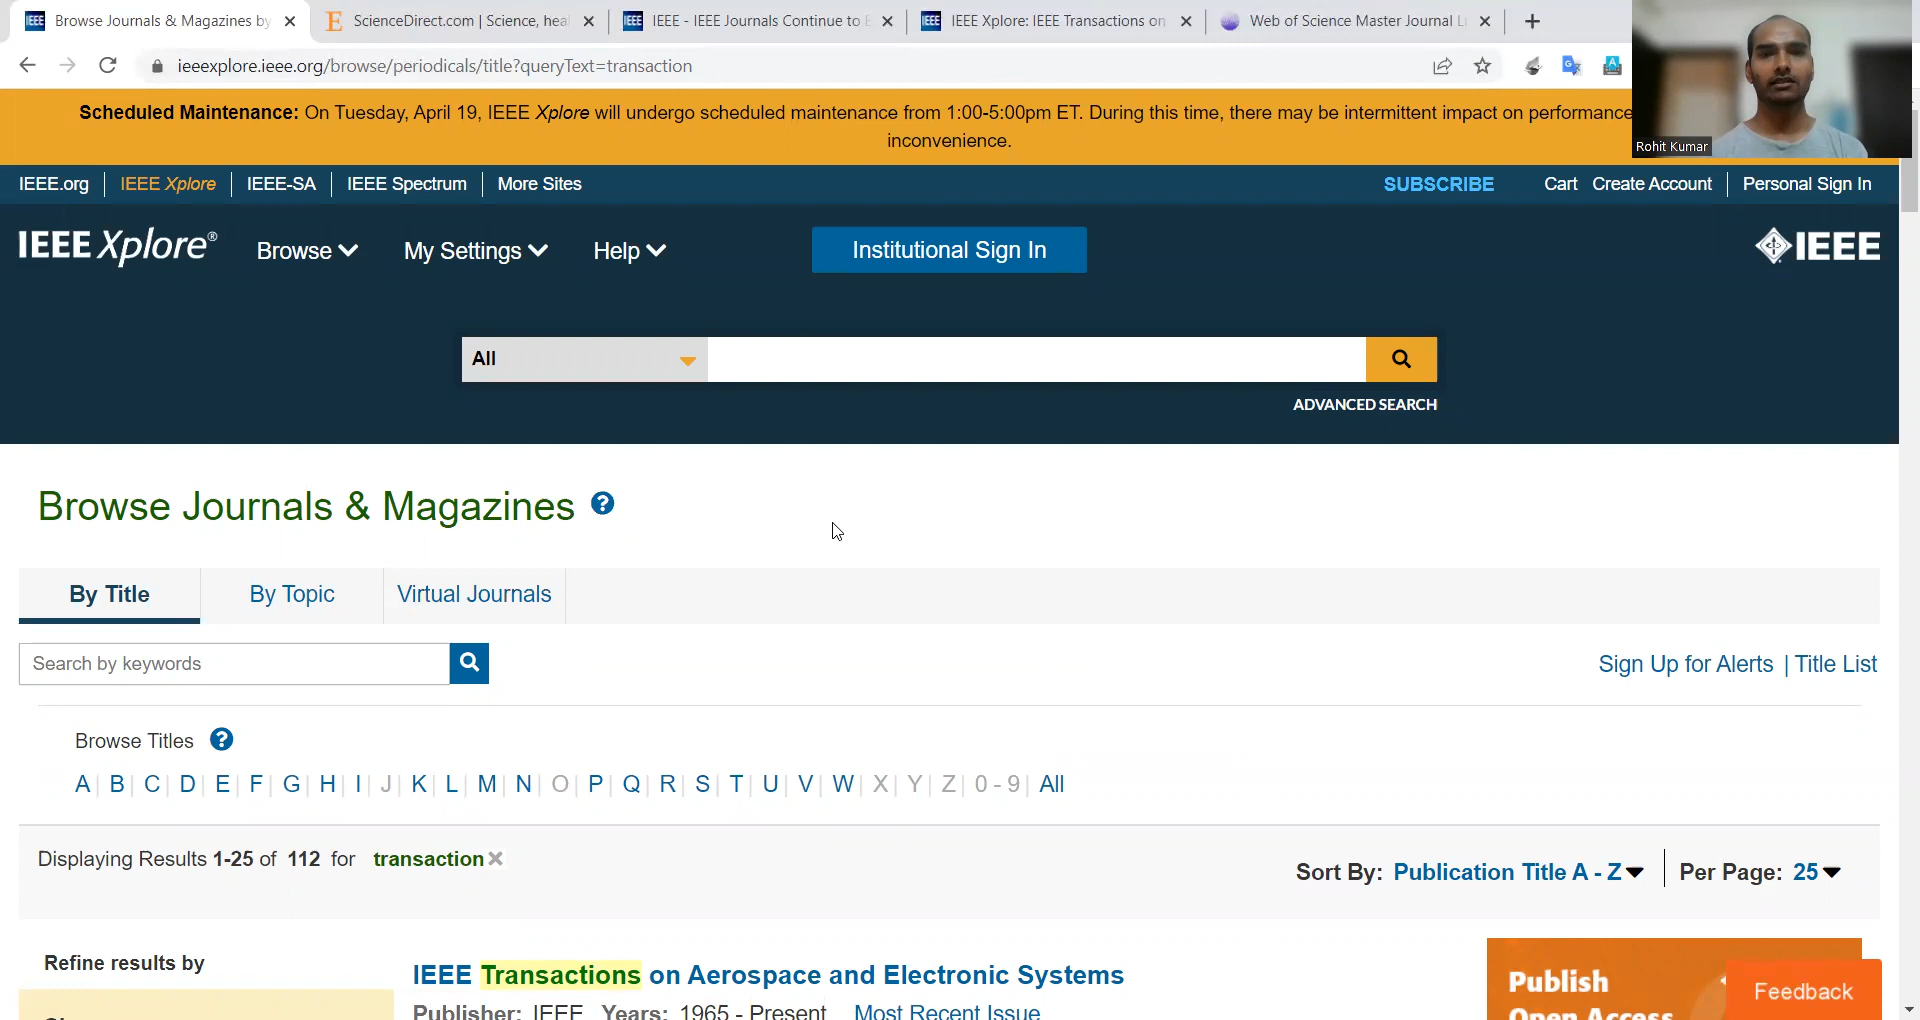 Browse Journals & Magazines by
ScienceDirect.com | Science, hea
IEEE - IEEE Journals Continue to E
IEEE Xplore: IEEE Transactions on
Web of Science Master Journal L
ieeexplore.ieee.org/browse/periodicals/title?queryText=transaction
Scheduled Maintenance: On Tuesday, April 19, IEEE Xplore will undergo scheduled maintenance from 1:00-5:00pm ET. During this time, there may be intermittent impact on performance
inconvenience.
Rohit Kumar
IEEE.org IEEE Xplore IEEE-SA IEEE Spectrum More Sites SUBSCRIBE Cart Create Account Personal Sign In
IEEE Xplore® Browse My Settings Help Institutional Sign In IEEE
All
ADVANCED SEARCH
Browse Journals & Magazines ?
By Title By Topic Virtual Journals
Search by keywords
Sign Up for Alerts | Title List
Browse Titles ?
A | B | C | D | E | F | G | H | I | J | K | L | M | N | O | P | Q | R | S | T | U | V | W | X | Y | Z | 0 - 9 | All
Displaying Results 1-25 of 112 for transaction
Sort By: Publication Title A - Z Per Page: 25
Refine results by
IEEE Transactions on Aerospace and Electronic Systems
Publisher: IEEE Years: 1965 - Present Most Recent Issue
Publish
Open Access
Feedback